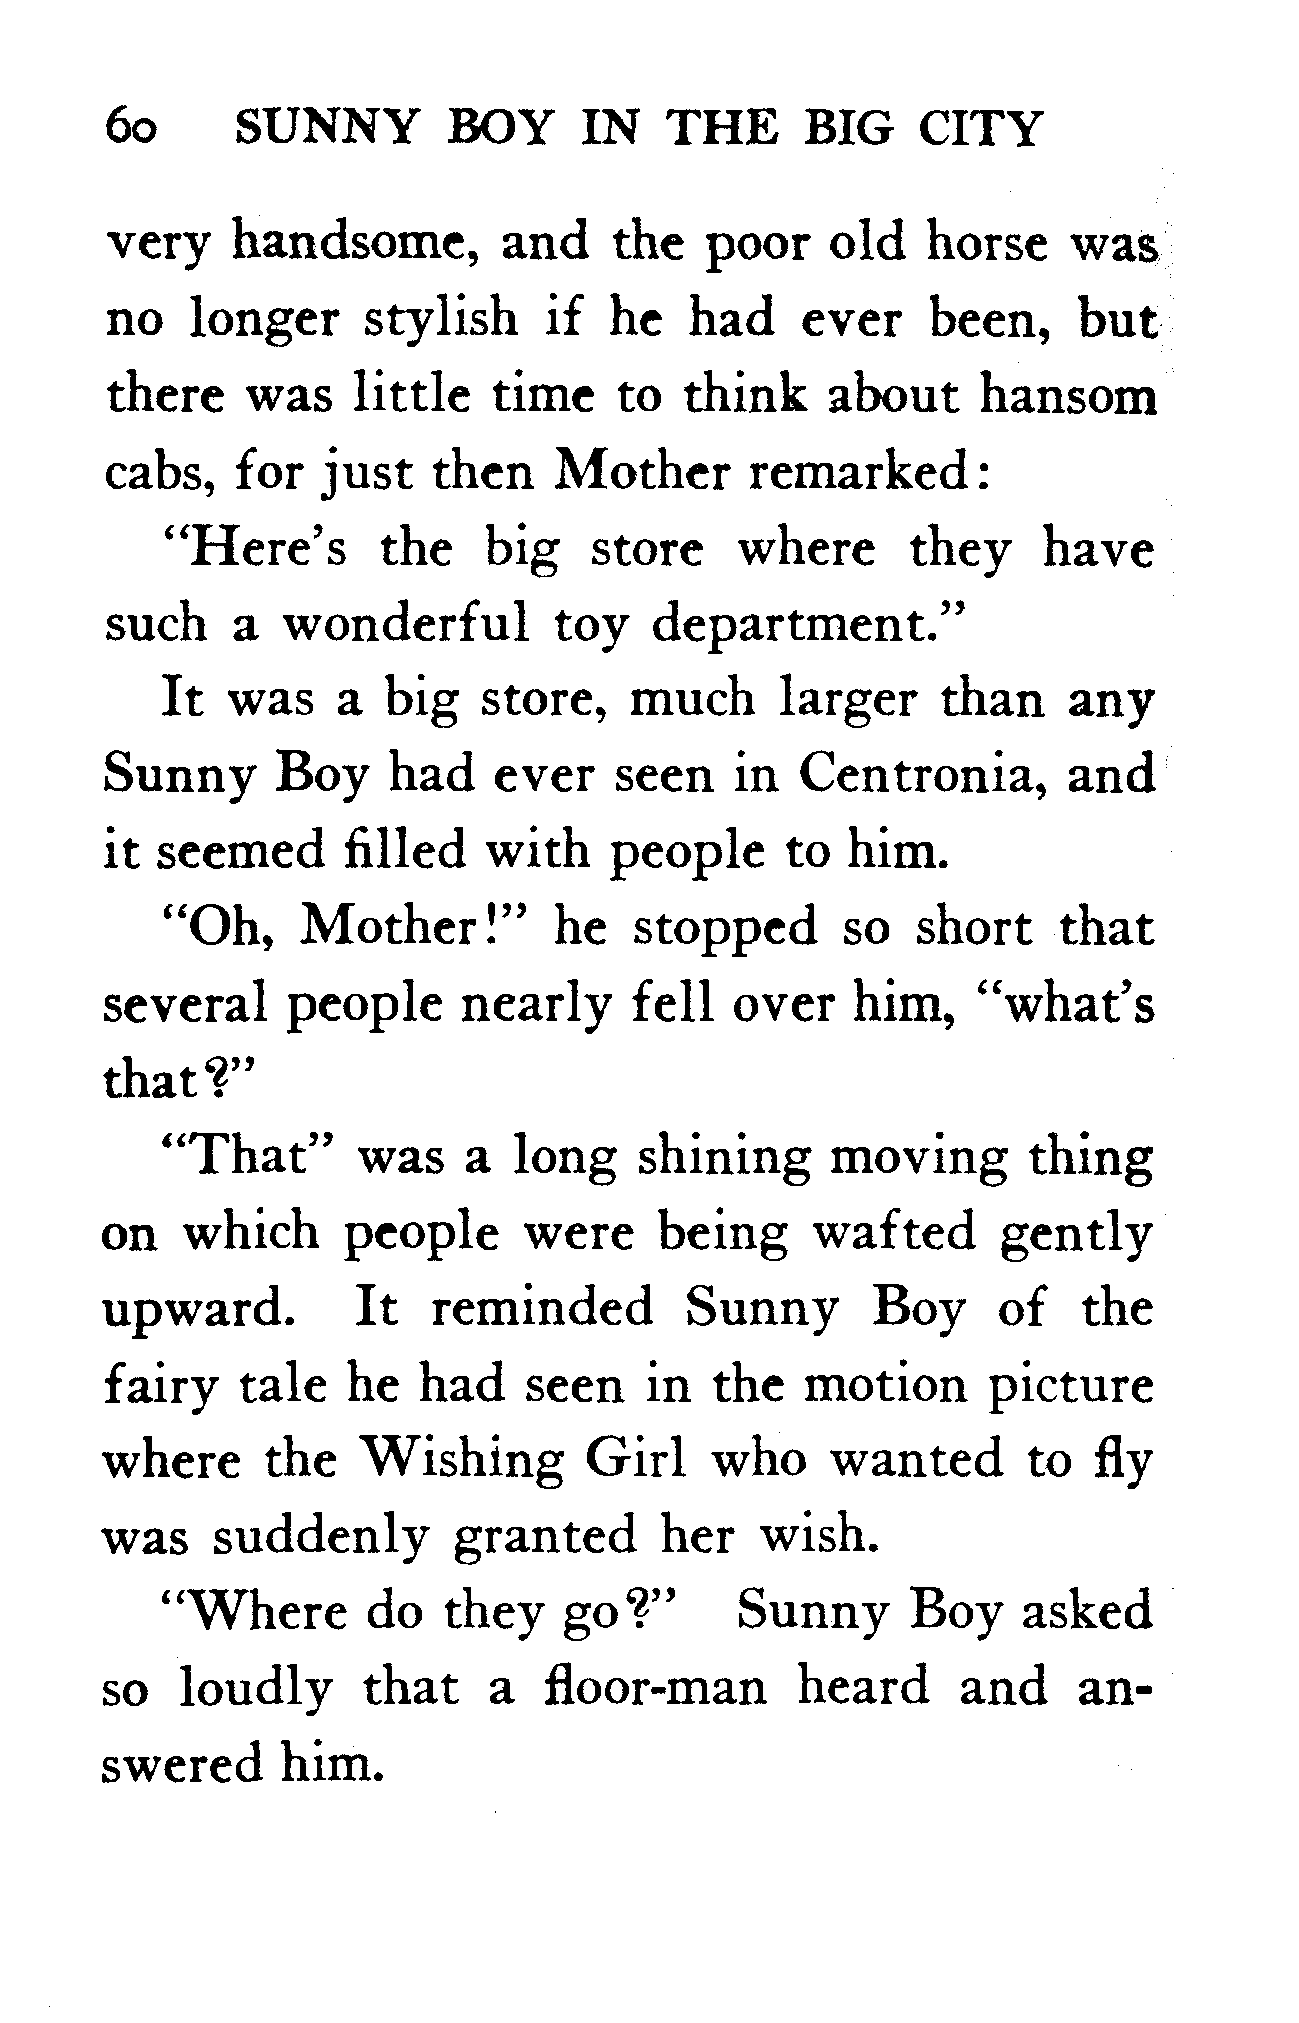 60 SUNNY BOY IN THE BIG CITY
very handsome, and the poor old horse was
no longer stylish if he had ever been, but
there was little time to think about hansom
cabs, for just then Mother remarked:
“Here’s the big store where they have
such a wonderful toy department.”
It was a big store, much larger than any
Sunny Boy had ever seen in Centronia, and
it seemed filled with people to him.
“Oh, Mother!” he stopped so short that
several people nearly fell over him, “what’s
that?”
“That” was a long shining moving thing
on which people were being wafted gently
upward. It reminded Sunny Boy of the
fairy tale he had seen in the motion picture
where the Wishing Girl who wanted to fly
was suddenly granted her wish.
“Where do they go?” Sunny Boy asked
so loudly that a floor-man heard and an-
swered him.